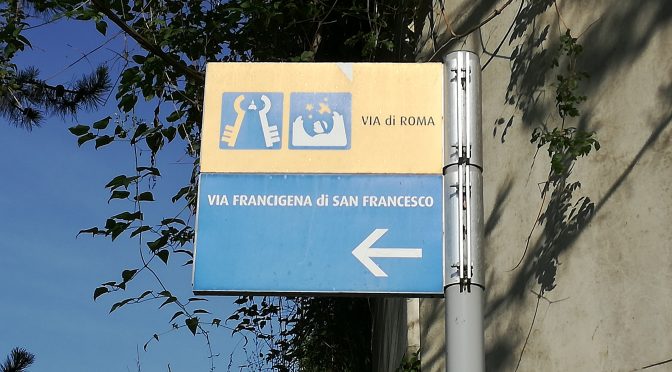 VIA di ROMA
VIA FRANCIGENA di SAN FRANCESCO